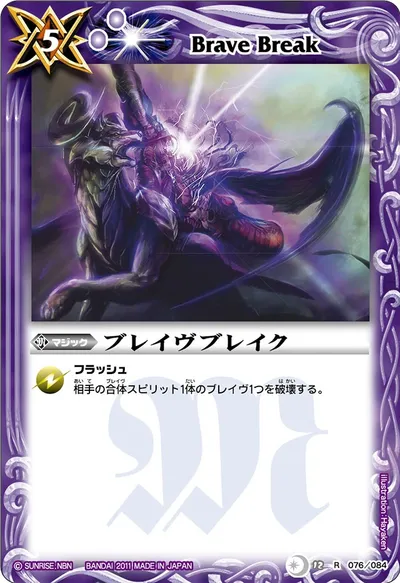 5
Brave Break
マジック
ブレイヴブレイク
フラッシュ
相手の合体スピリット1体のブレイヴ1つを破壊する。
illustration:Hayaken
© SUNRISE.NBN BANDAI 2011 MADE IN JAPAN R 076/084